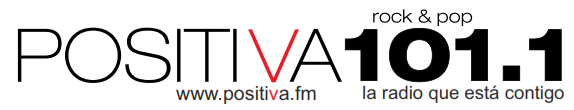 rock & pop
POSITIVA 101.1
www.positiva.fm la radio que está contigo